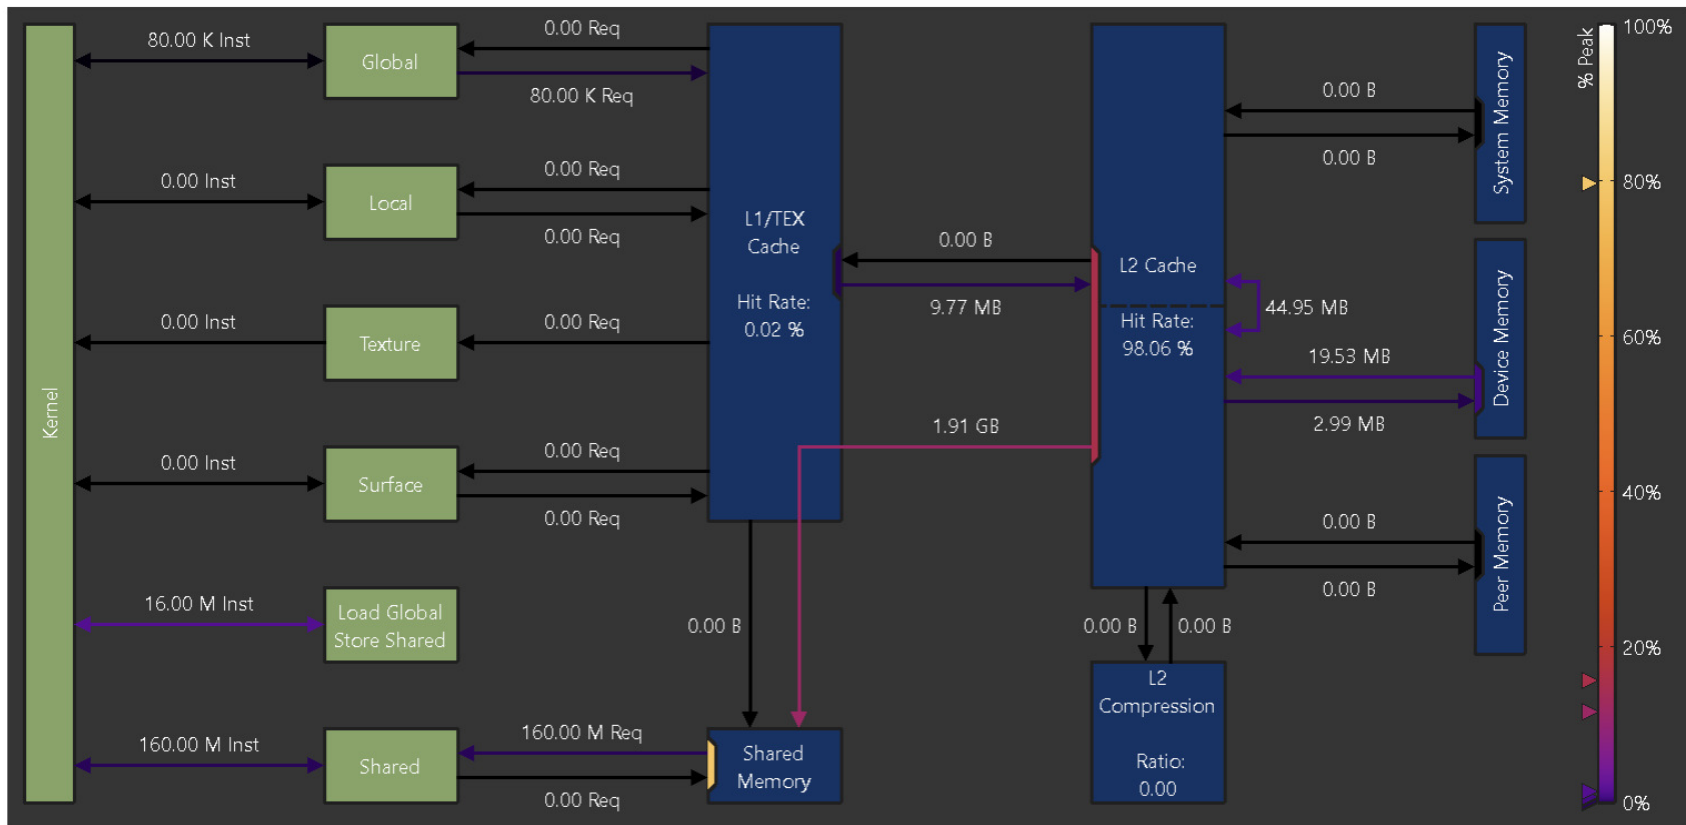 Kernel
80.00 K Inst
0.00 Inst
0.00 Inst
0.00 Inst
16.00 M Inst
160.00 M Inst
Global
Local
Texture
Surface
Load Global
Store Shared
Shared
0.00 Req
80.00 K Req
0.00 Req
0.00 Req
0.00 Req
0.00 Req
0.00 Req
160.00 M Req
0.00 Req
L1/TEX
Cache
Hit Rate:
0.02 %
0.00 B
Shared
Memory
0.00 B
9.77 MB
1.91 GB
L2 Cache
Hit Rate:
98.06 %
0.00 B
0.00 B
L2
Compression
Ratio:
0.00
0.00 B
0.00 B
44.95 MB
19.53 MB
2.99 MB
0.00 B
0.00 B
System Memory
Device Memory
Peer Memory
% Peak
100%
80%
60%
40%
20%
0%